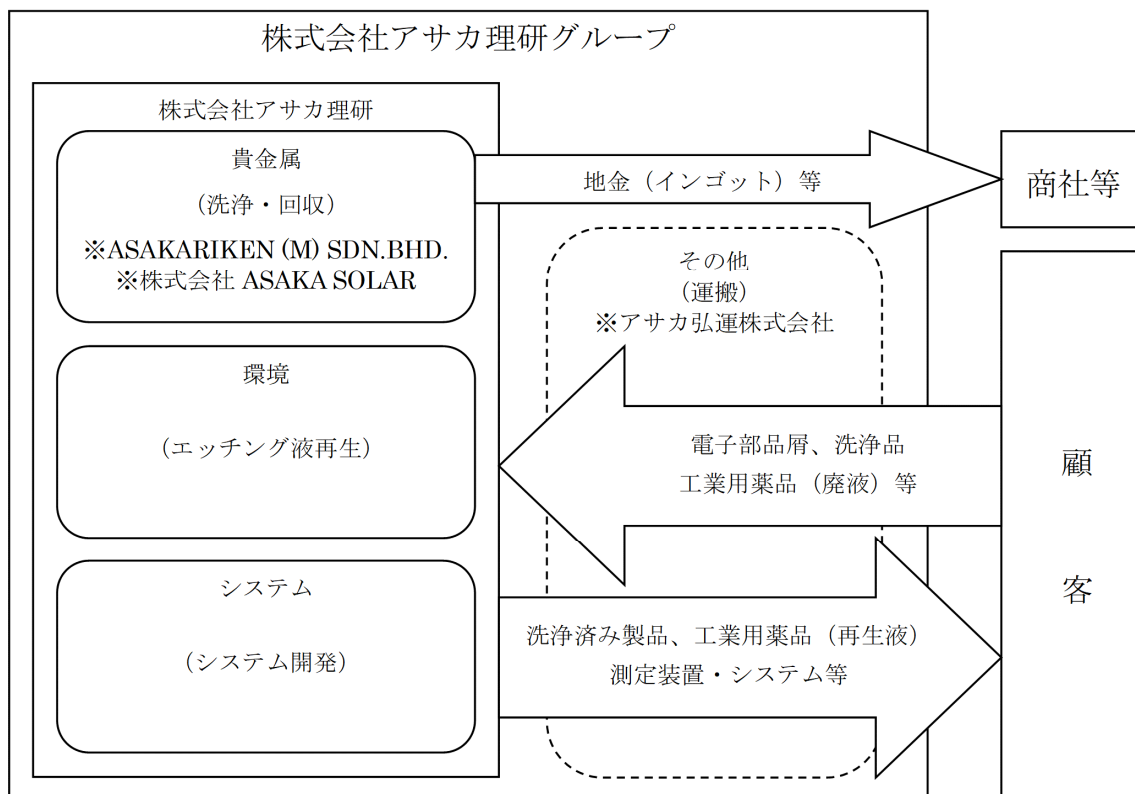 株式会社アサカ理研グループ
株式会社アサカ理研
貴金属
（洗浄・回収）
※ASAKARIKEN (M) SDN.BHD.
※株式会社 ASAKA SOLAR
地金（インゴット）等
商社等
その他
（運搬）
※アサカ弘運株式会社
環境
（エッチング液再生）
電子部品屑、洗浄品
工業用薬品（廃液）等
顧客
システム
（システム開発）
洗浄済み製品、工業用薬品（再生液）
測定装置・システム等